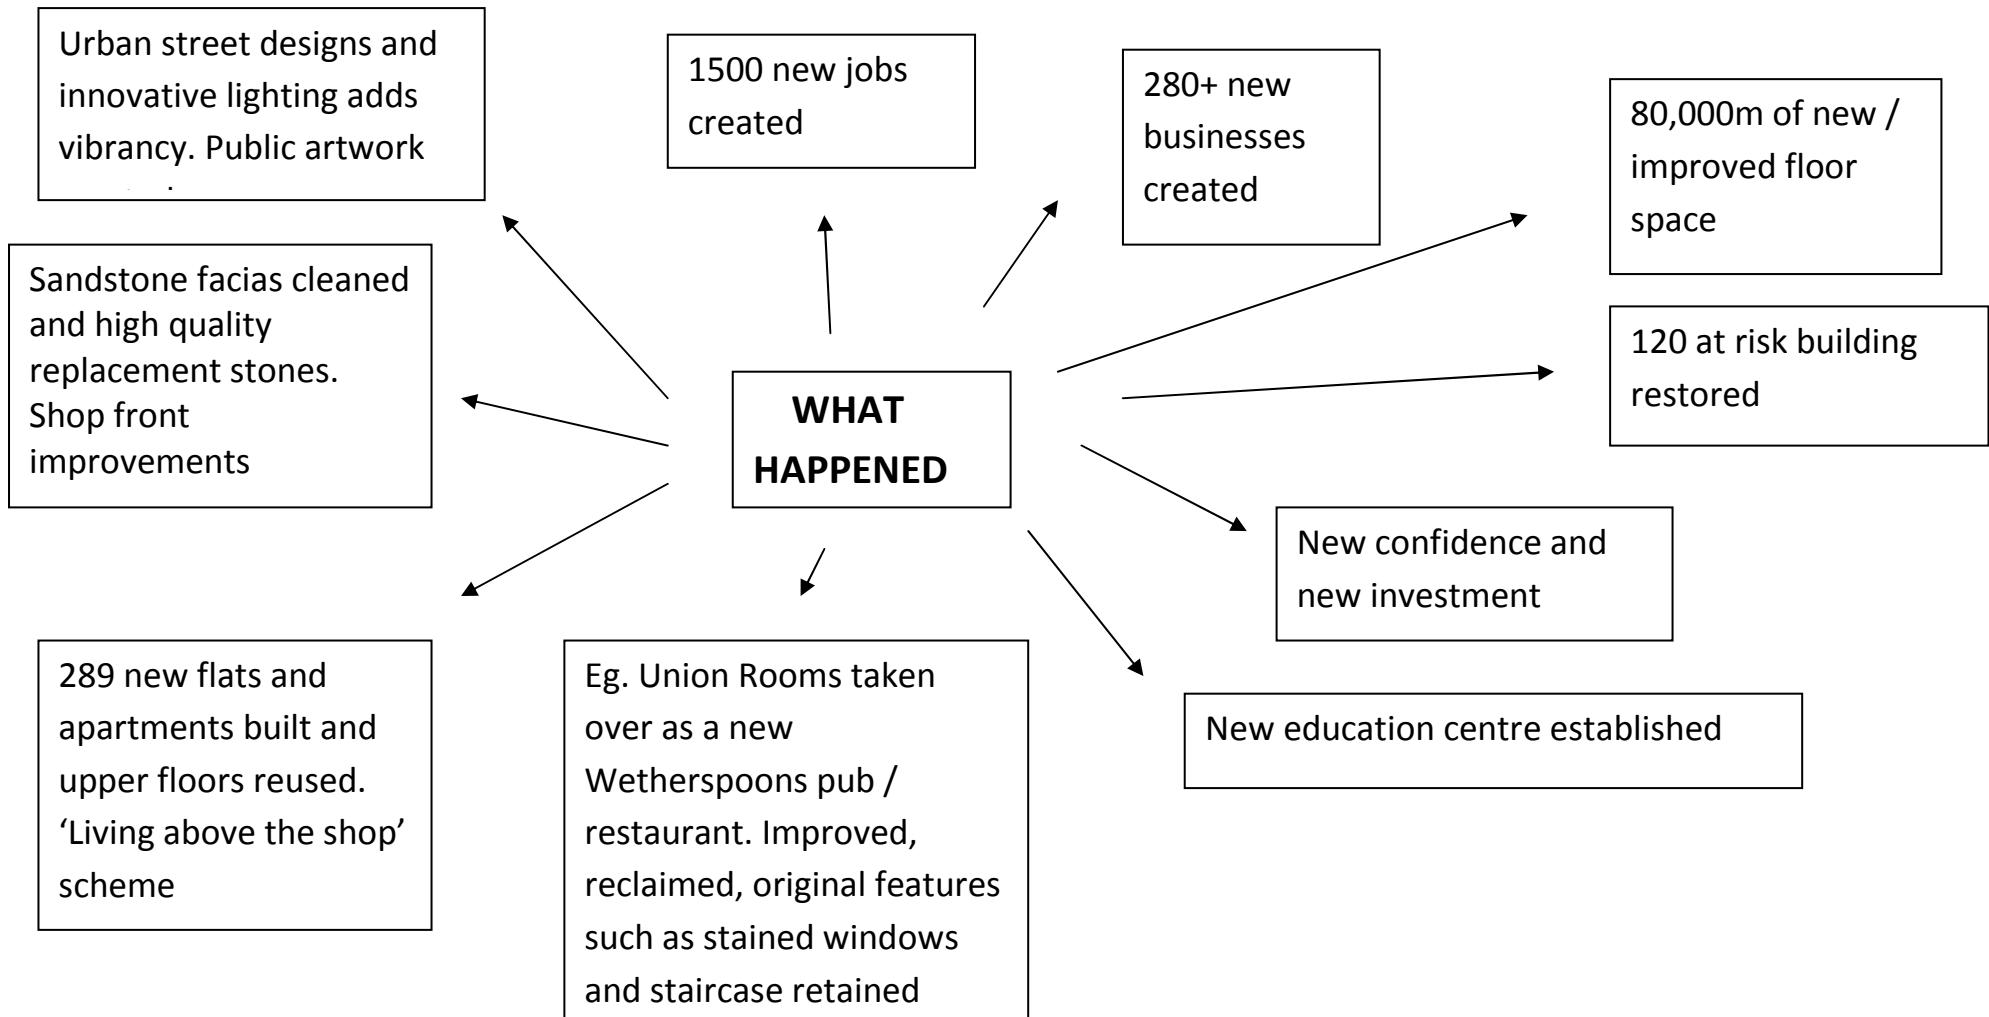 Urban street designs and
innovative lighting adds
vibrancy. Public artwork
1500 new jobs
created
280+ new
businesses
created
80,000m of new /
improved floor
space
Sandstone facias cleaned
and high quality
replacement stones.
Shop front
improvements
WHAT
HAPPENED
120 at risk building
restored
New confidence and
new investment
New education centre established
289 new flats and
apartments built and
upper floors reused.
‘Living above the shop’
scheme
Eg. Union Rooms taken
over as a new
Wetherspoons pub /
restaurant. Improved,
reclaimed, original features
such as stained windows
and staircase retained